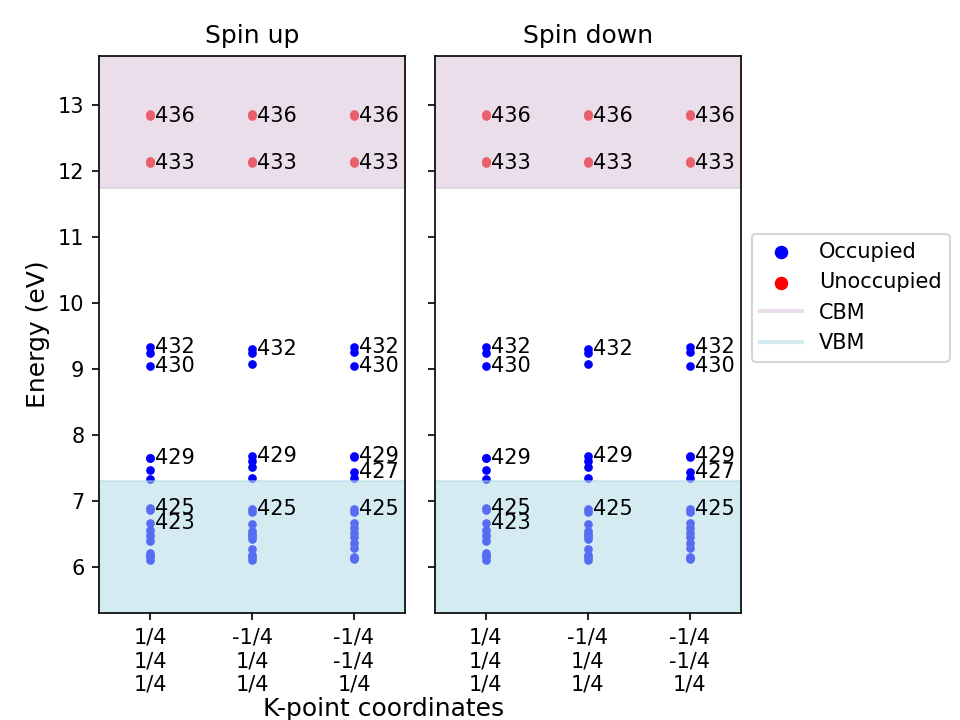 Spin up
Spin down
Energy (eV)
13
12
11
10
9
8
7
6
436 436 436
433 433 433
432 432 432
430 430
429 429 429
427
425 425 425
423
436 436 436
433 433 433
432 432 432
430 430
429 429 429
427
425 425 425
423
1/4 -1/4 -1/4
1/4 1/4 -1/4
1/4 1/4 1/4
1/4 -1/4 -1/4
1/4 1/4 -1/4
1/4 1/4 1/4
K-point coordinates
Occupied
Unoccupied
CBM
VBM